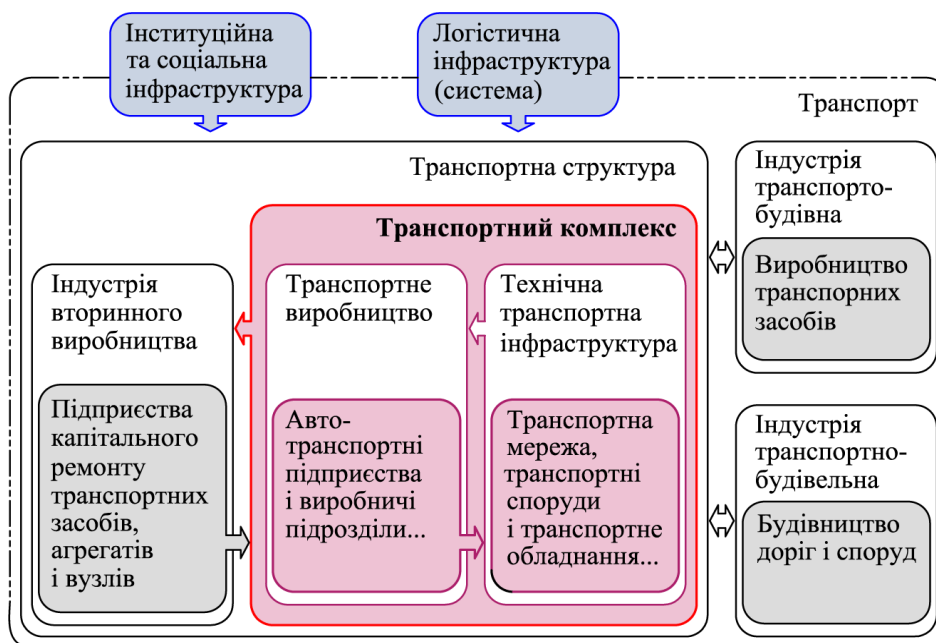 Інституційна
та соціальна
інфраструктура
Логістична
інфраструктура
(система)
Транспорт
Транспортна структура
Транспортний комплекс
Індустрія
вторинного
виробництва
Підприєства
капітального
ремонту
транспортних
засобів,
агрегатів
і вузлів
Транспортне
виробництво
Авто-
транспортні
підприєства
і виробничі
підрозділи...
Технічна
транспортна
інфраструктура
Транспортна
мережа,
транспортні
споруди
і транспортне
обладнання...
Індустрія
транспорто-
будівна
Виробництво
транспорних
засобів
Індустрія
транспортно-
будівельна
Будівництво
доріг і споруд